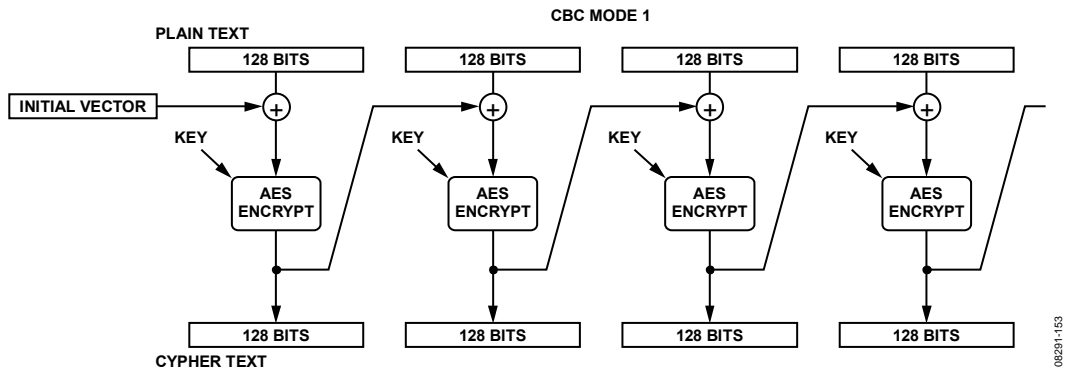 CBC MODE 1
PLAIN TEXT
128 BITS 128 BITS 128 BITS 128 BITS
INITIAL VECTOR + + + +
KEY KEY KEY KEY
AES AES AES AES
ENCRYPT ENCRYPT ENCRYPT ENCRYPT
128 BITS 128 BITS 128 BITS 128 BITS
CYPHER TEXT
08291-153